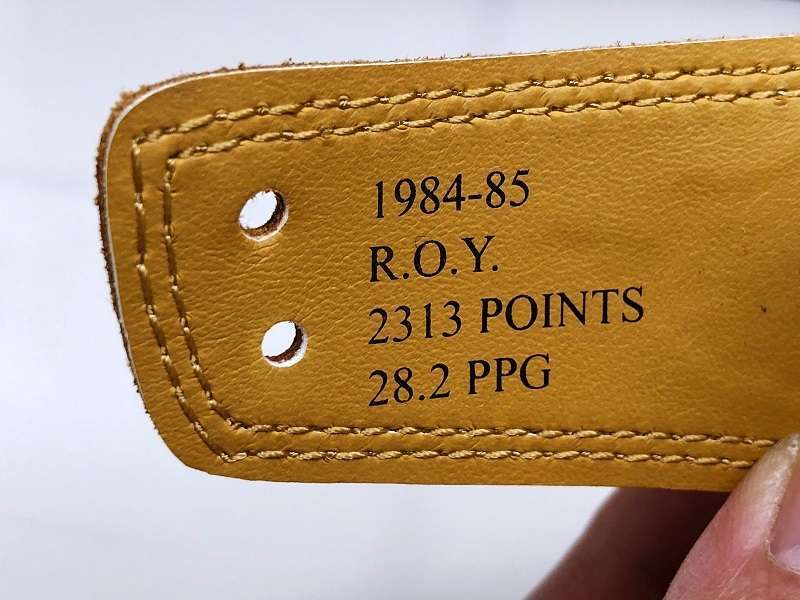 1984-85
R.O.Y.
2313 POINTS
28.2 PPG